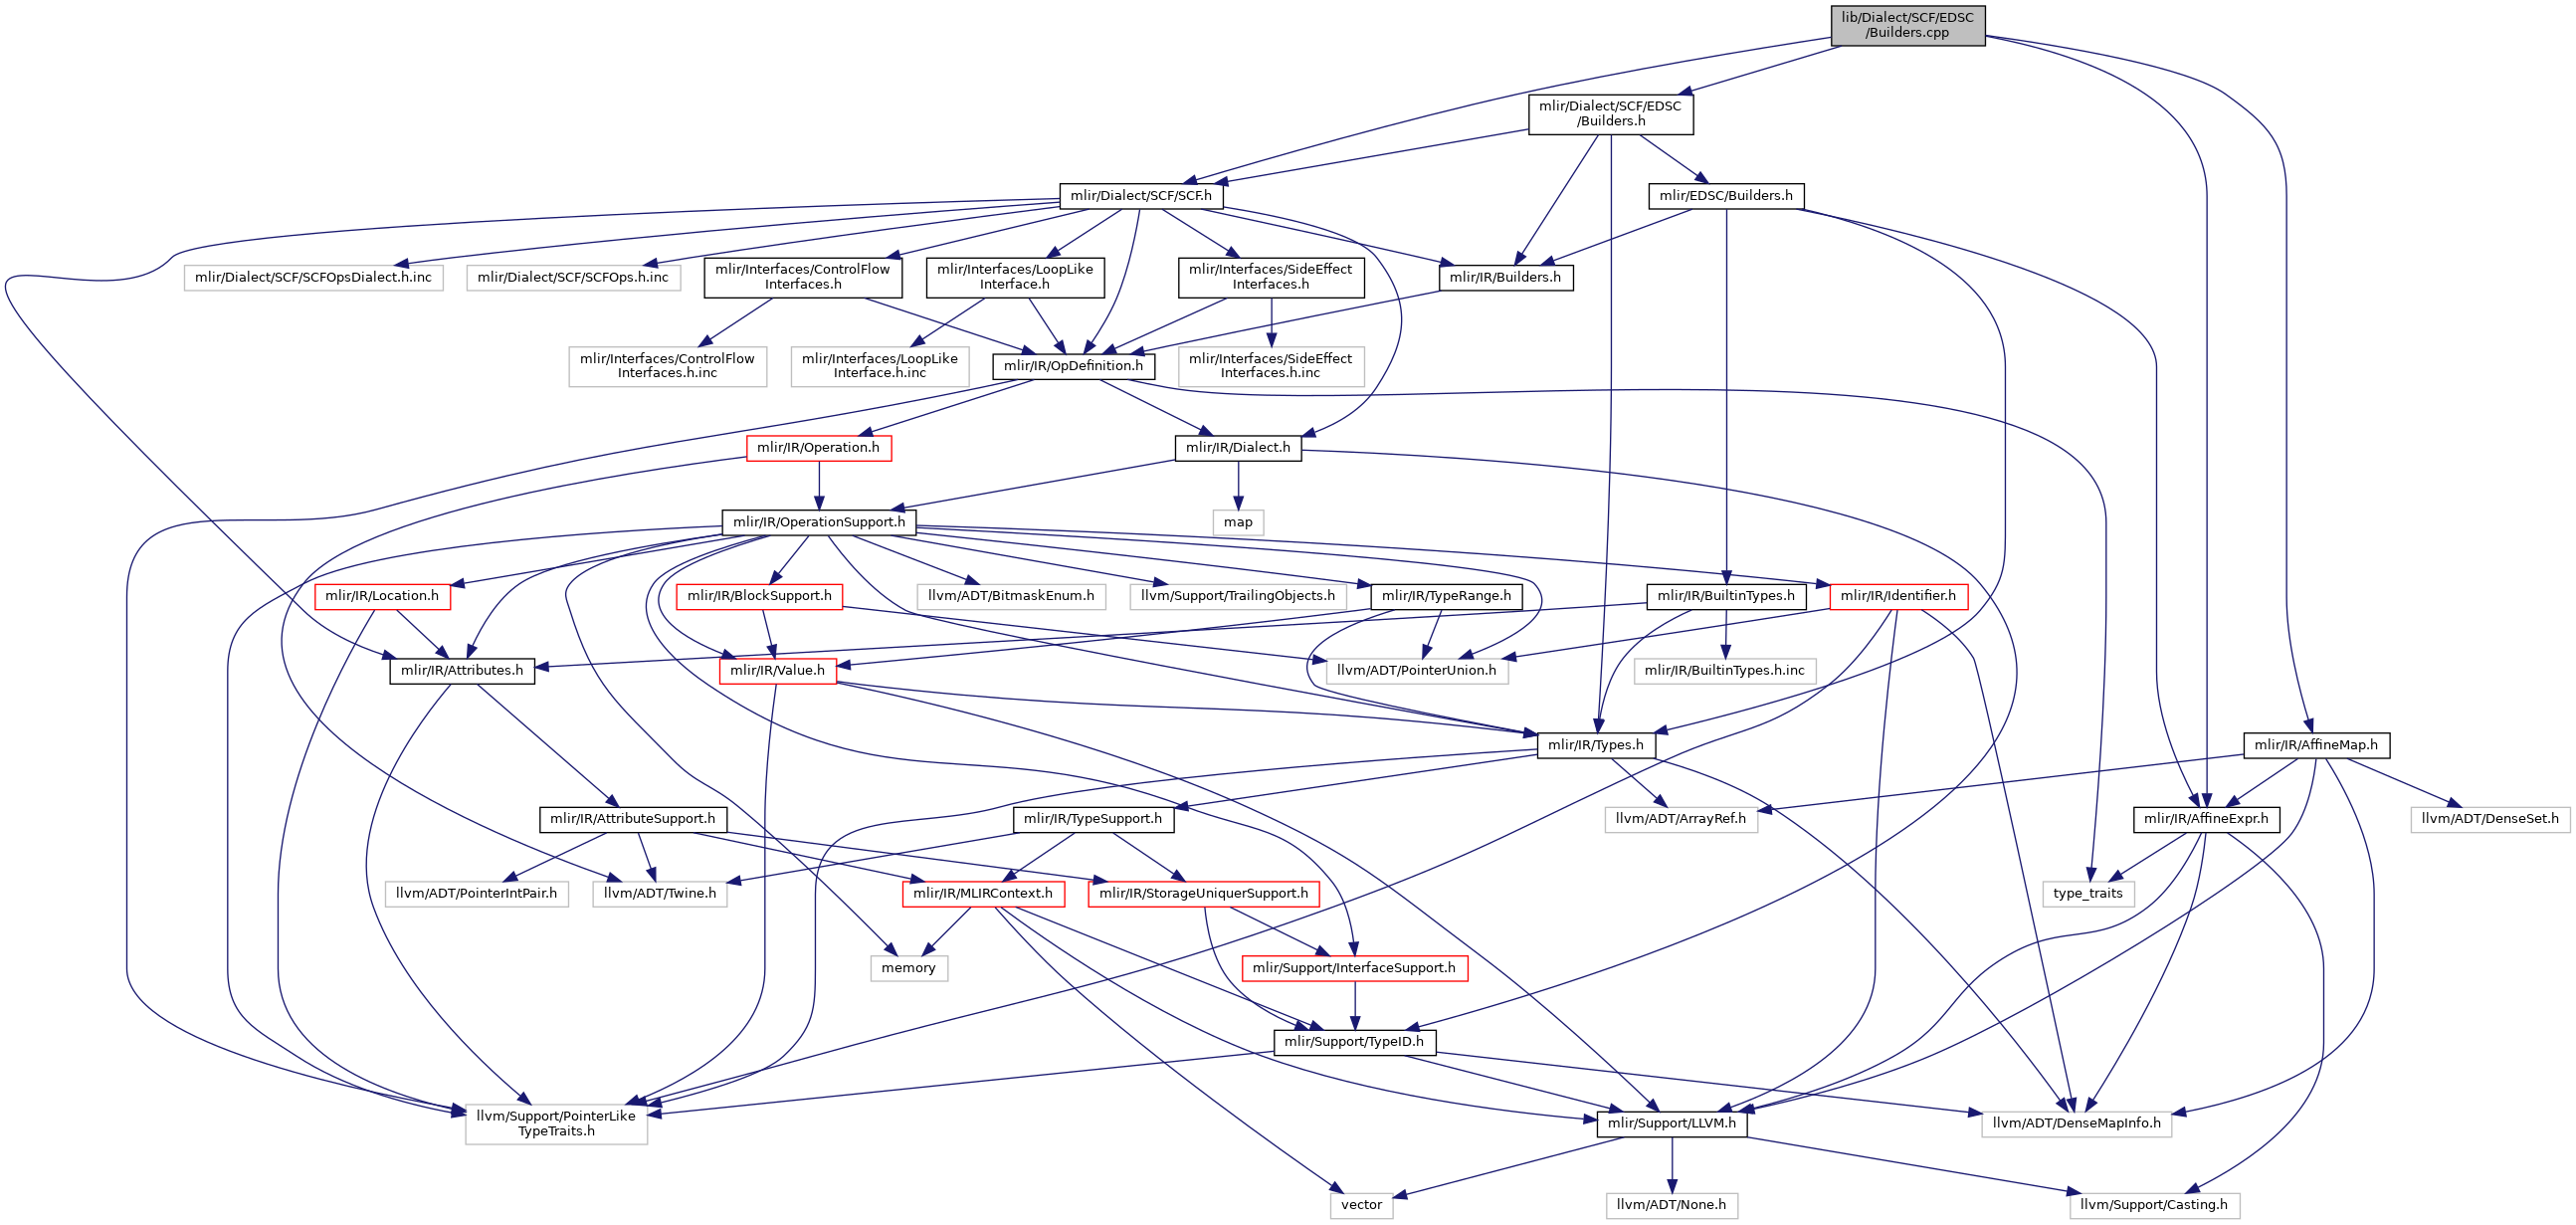 lib/Dialect/SCF/EDSC
/Builders.cpp
mlir/Dialect/SCF/EDSC
/Builders.h
mlir/Dialect/SCF/SCF.h
mlir/EDSC/Builders.h
mlir/Dialect/SCF/SCFOpsDialect.h.inc
mlir/Dialect/SCF/SCFOps.h.inc
mlir/Interfaces/ControlFlow
Interfaces.h
mlir/Interfaces/LoopLike
Interface.h
mlir/Interfaces/SideEffect
Interfaces.h
mlir/IR/Builders.h
mlir/Interfaces/ControlFlow
Interfaces.h.inc
mlir/Interfaces/LoopLike
Interface.h.inc
mlir/IR/OpDefinition.h
mlir/Interfaces/SideEffect
Interfaces.h.inc
mlir/IR/Operation.h
mlir/IR/Dialect.h
mlir/IR/OperationSupport.h
map
mlir/IR/Location.h
mlir/IR/BlockSupport.h
llvm/ADT/BitmaskEnum.h
llvm/Support/TrailingObjects.h
mlir/IR/TypeRange.h
mlir/IR/BuiltinTypes.h
mlir/IR/Identifier.h
mlir/IR/Attributes.h
mlir/IR/Value.h
llvm/ADT/PointerUnion.h
mlir/IR/BuiltinTypes.h.inc
mlir/IR/Types.h
mlir/IR/AffineMap.h
mlir/IR/AttributeSupport.h
mlir/IR/TypeSupport.h
llvm/ADT/ArrayRef.h
mlir/IR/AffineExpr.h
llvm/ADT/DenseSet.h
llvm/ADT/PointerIntPair.h
llvm/ADT/Twine.h
mlir/IR/MLIRContext.h
mlir/IR/StorageUniquerSupport.h
type_traits
memory
mlir/Support/InterfaceSupport.h
mlir/Support/TypeID.h
llvm/Support/PointerLike
TypeTraits.h
mlir/Support/LLVM.h
llvm/ADT/DenseMapInfo.h
vector
llvm/ADT/None.h
llvm/Support/Casting.h